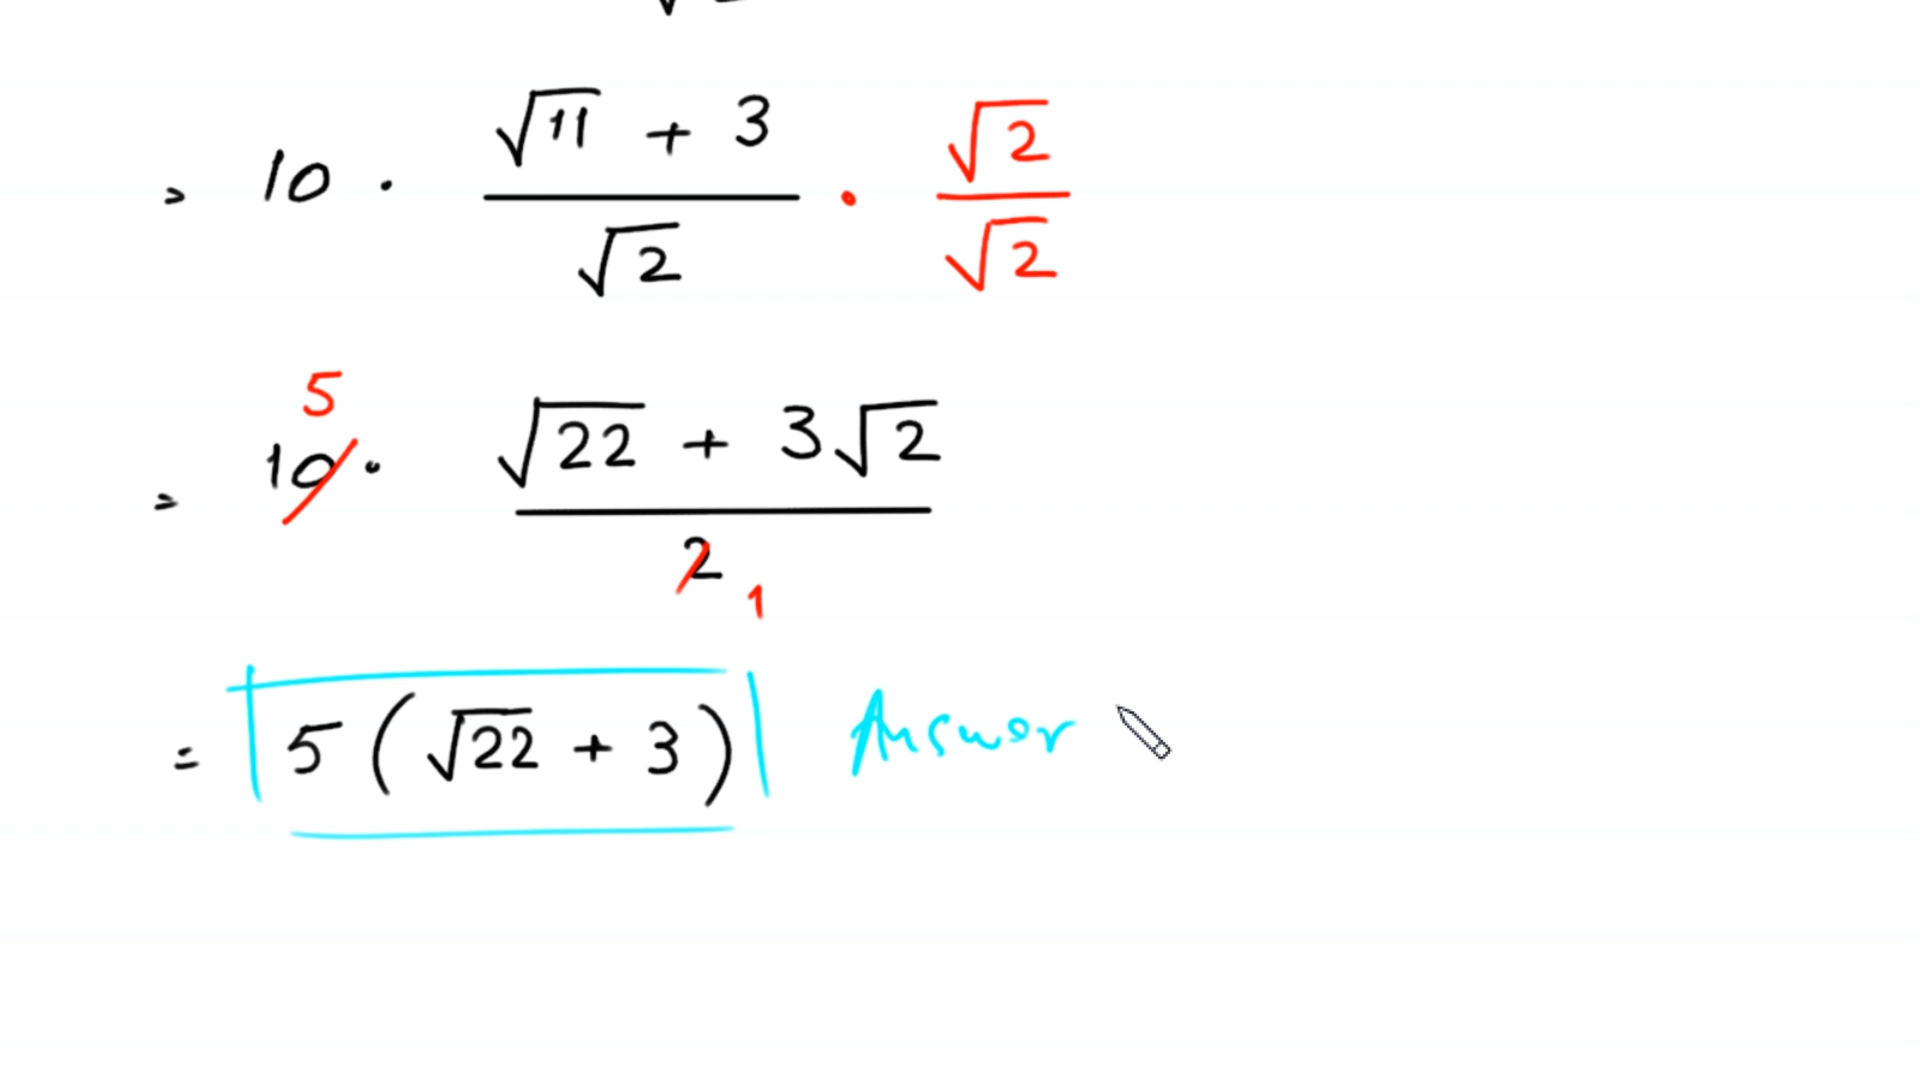 = 10 · (√11 + 3)/√2 · √2/√2
5
= 10 · (√22 + 3√2)/2
1
= 5(√22 + 3) Answer